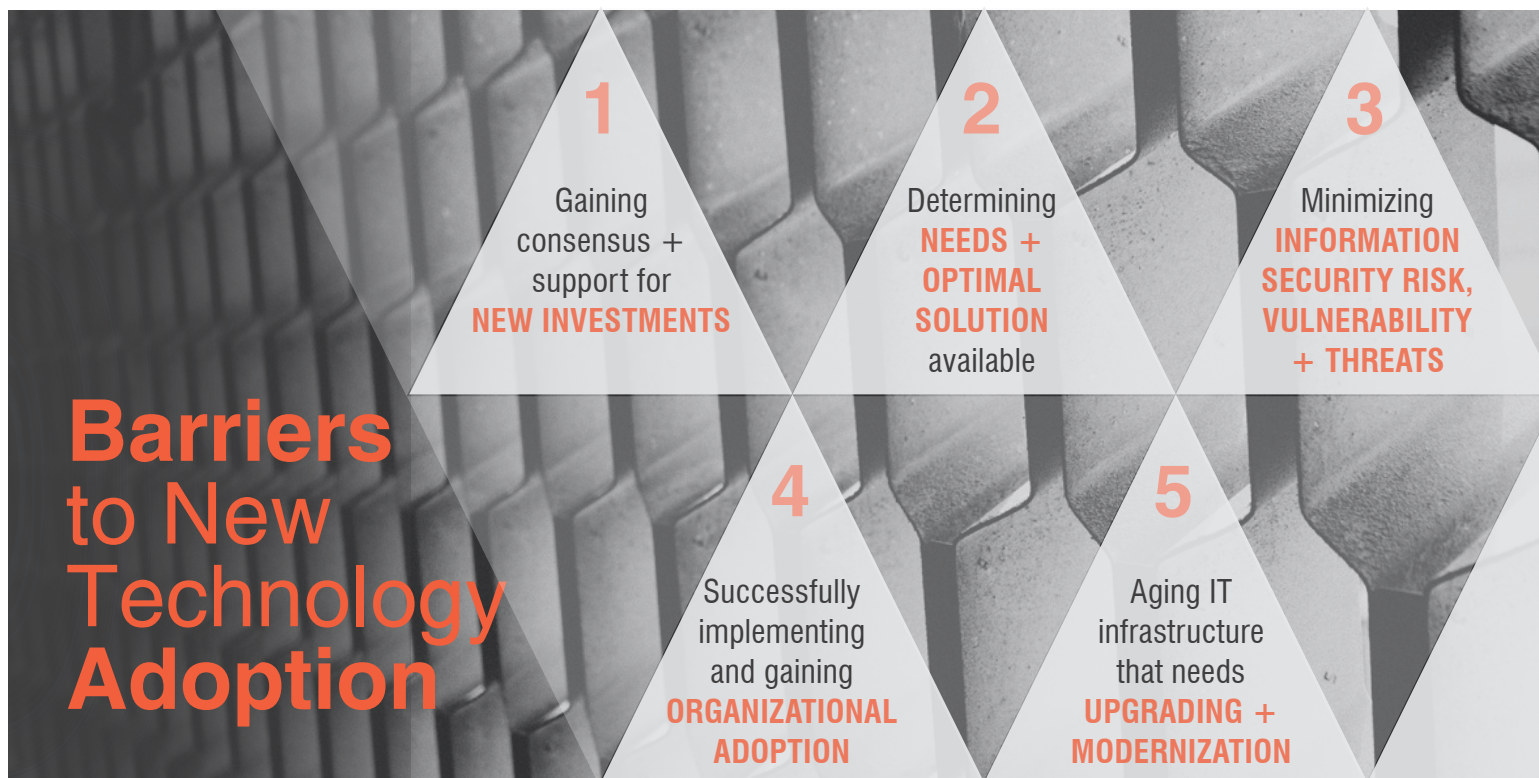 Barriers
to New
Technology
Adoption
1
Gaining
consensus +
support for
NEW INVESTMENTS
2
Determining
NEEDS +
OPTIMAL
SOLUTION
available
3
Minimizing
INFORMATION
SECURITY RISK,
VULNERABILITY
+ THREATS
4
Successfully
implementing
and gaining
ORGANIZATIONAL
ADOPTION
5
Aging IT
infrastructure
that needs
UPGRADING +
MODERNIZATION